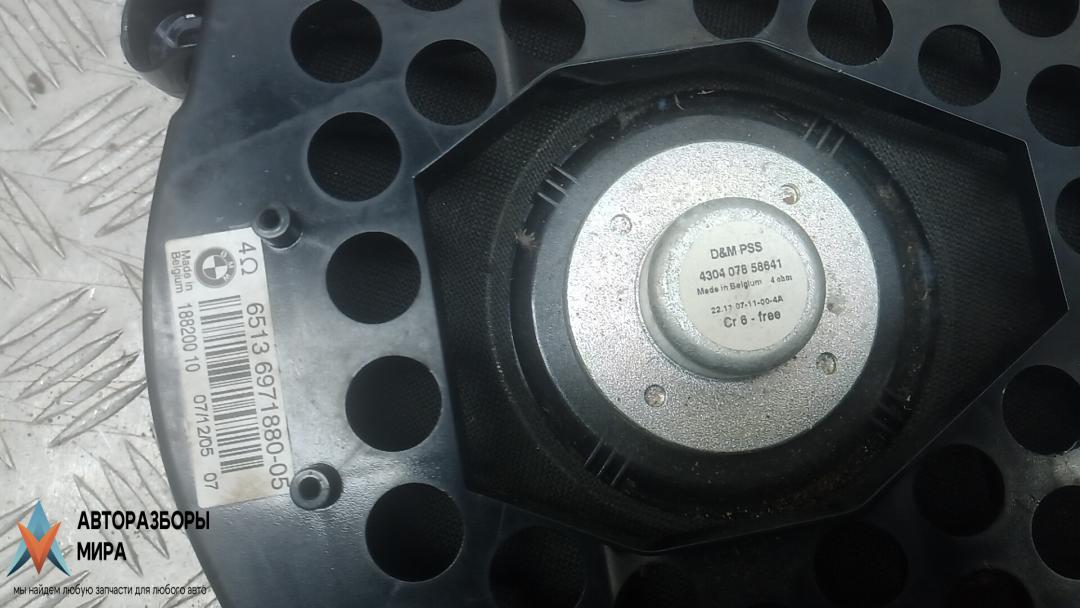 4Ω
6513 6971880-05
BMW
Made in
Belgium
188200 10
07/12/05 07
D&M PSS
4304 078 58641
Made in Belgium 4 ohm
07-11-00-4A
Cr 6 - free
АВТОРАЗБОРЫ
МИРА
мы найдем любую запчасти для любого авто